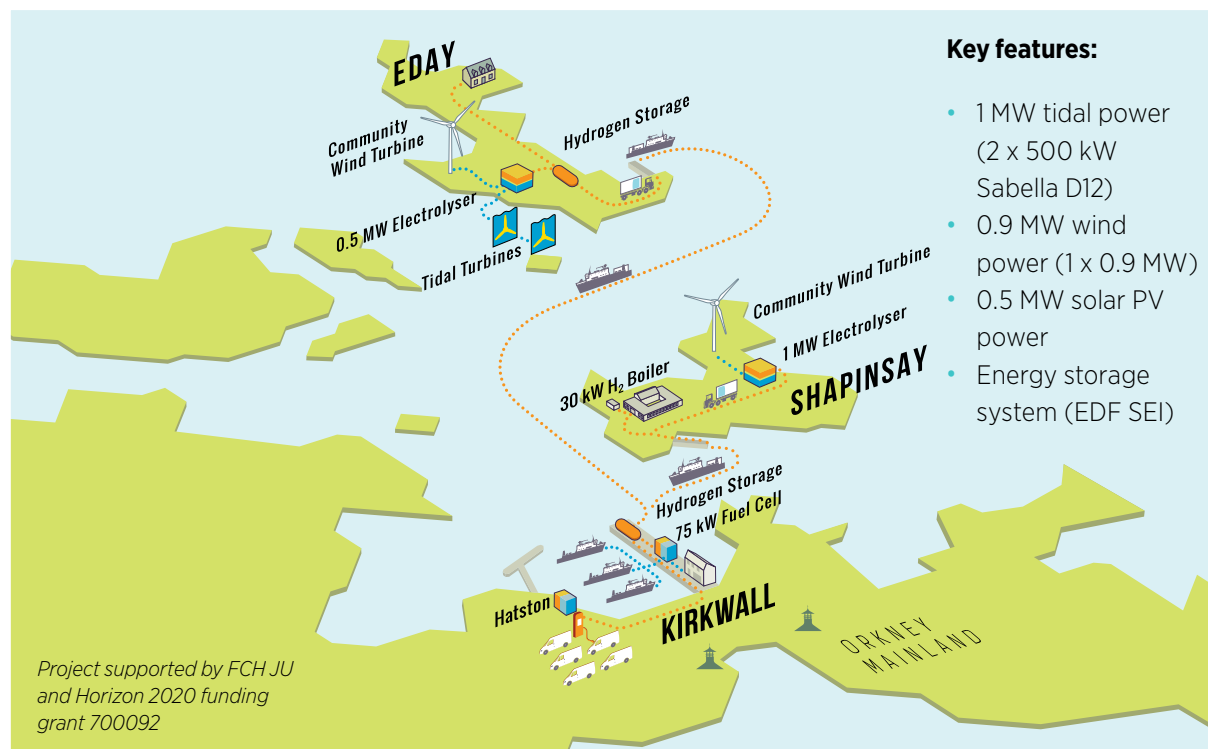 EDAY
Community
Wind Turbine
Hydrogen Storage
0.5 MW Electrolyser
Tidal Turbines
Community Wind Turbine
1 MW Electrolyser
30 kW H₂ Boiler
SHAPINSAY
Hydrogen Storage
75 kW Fuel Cell
Hatston
KIRKWALL
ORKNEY
MAINLAND
Project supported by FCH JU
and Horizon 2020 funding
grant 700092
Key features:
• 1 MW tidal power
(2 x 500 kW
Sabella D12)
• 0.9 MW wind
power (1 x 0.9 MW)
• 0.5 MW solar PV
power
• Energy storage
system (EDF SEI)